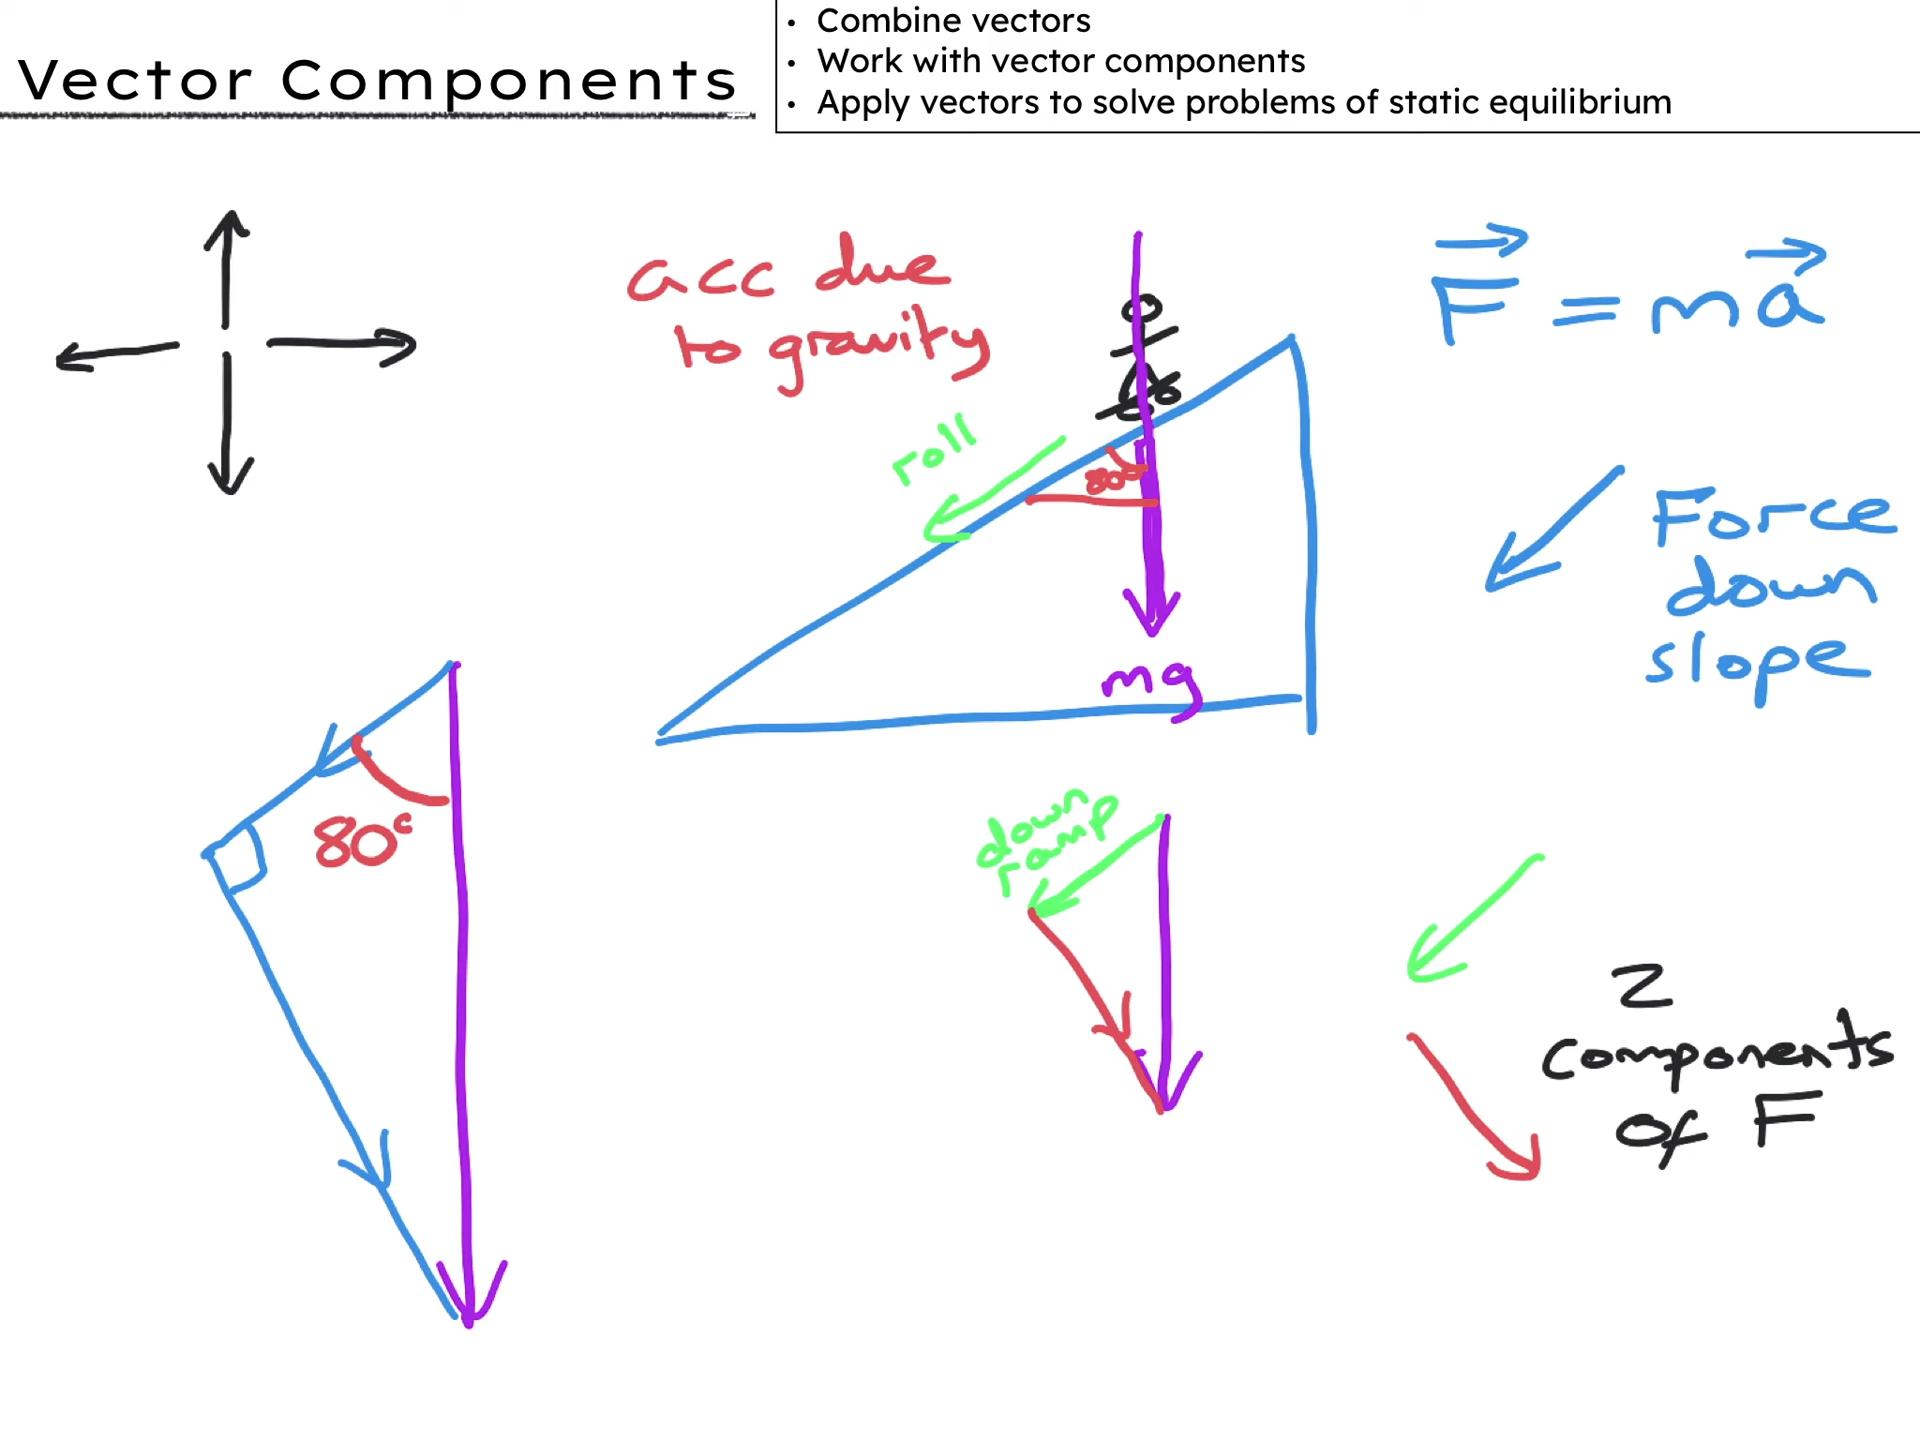 Vector Components
• Combine vectors
• Work with vector components
• Apply vectors to solve problems of static equilibrium
acc due
to gravity
F = ma
roll
80°
mg
Force
down
slope
80°
down
ramp
2
components
of F